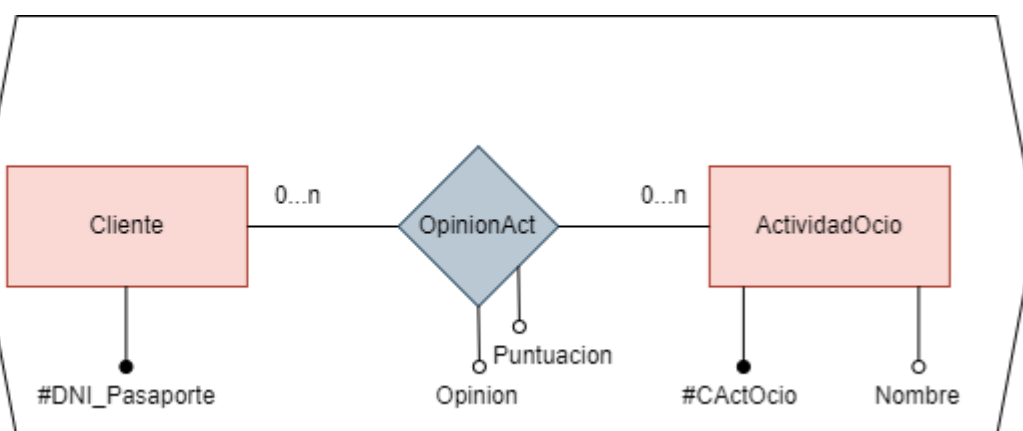 0...n
0...n
Cliente
OpinionAct
ActividadOcio
Puntuacion
#DNI_Pasaporte
Opinion
#CActOcio
Nombre